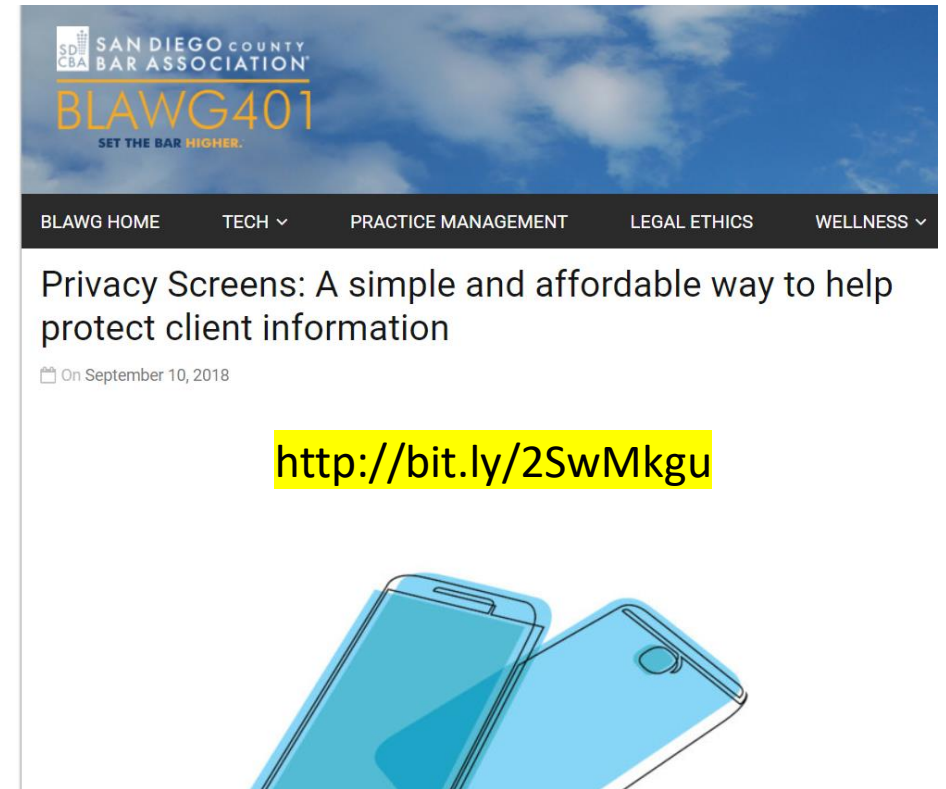 SD CBA SAN DIEGO COUNTY
BAR ASSOCIATION®
BLAWG401
SET THE BAR HIGHER.
BLAWG HOME TECH PRACTICE MANAGEMENT LEGAL ETHICS WELLNESS
Privacy Screens: A simple and affordable way to help
protect client information
On September 10, 2018
http://bit.ly/2SwMkgu